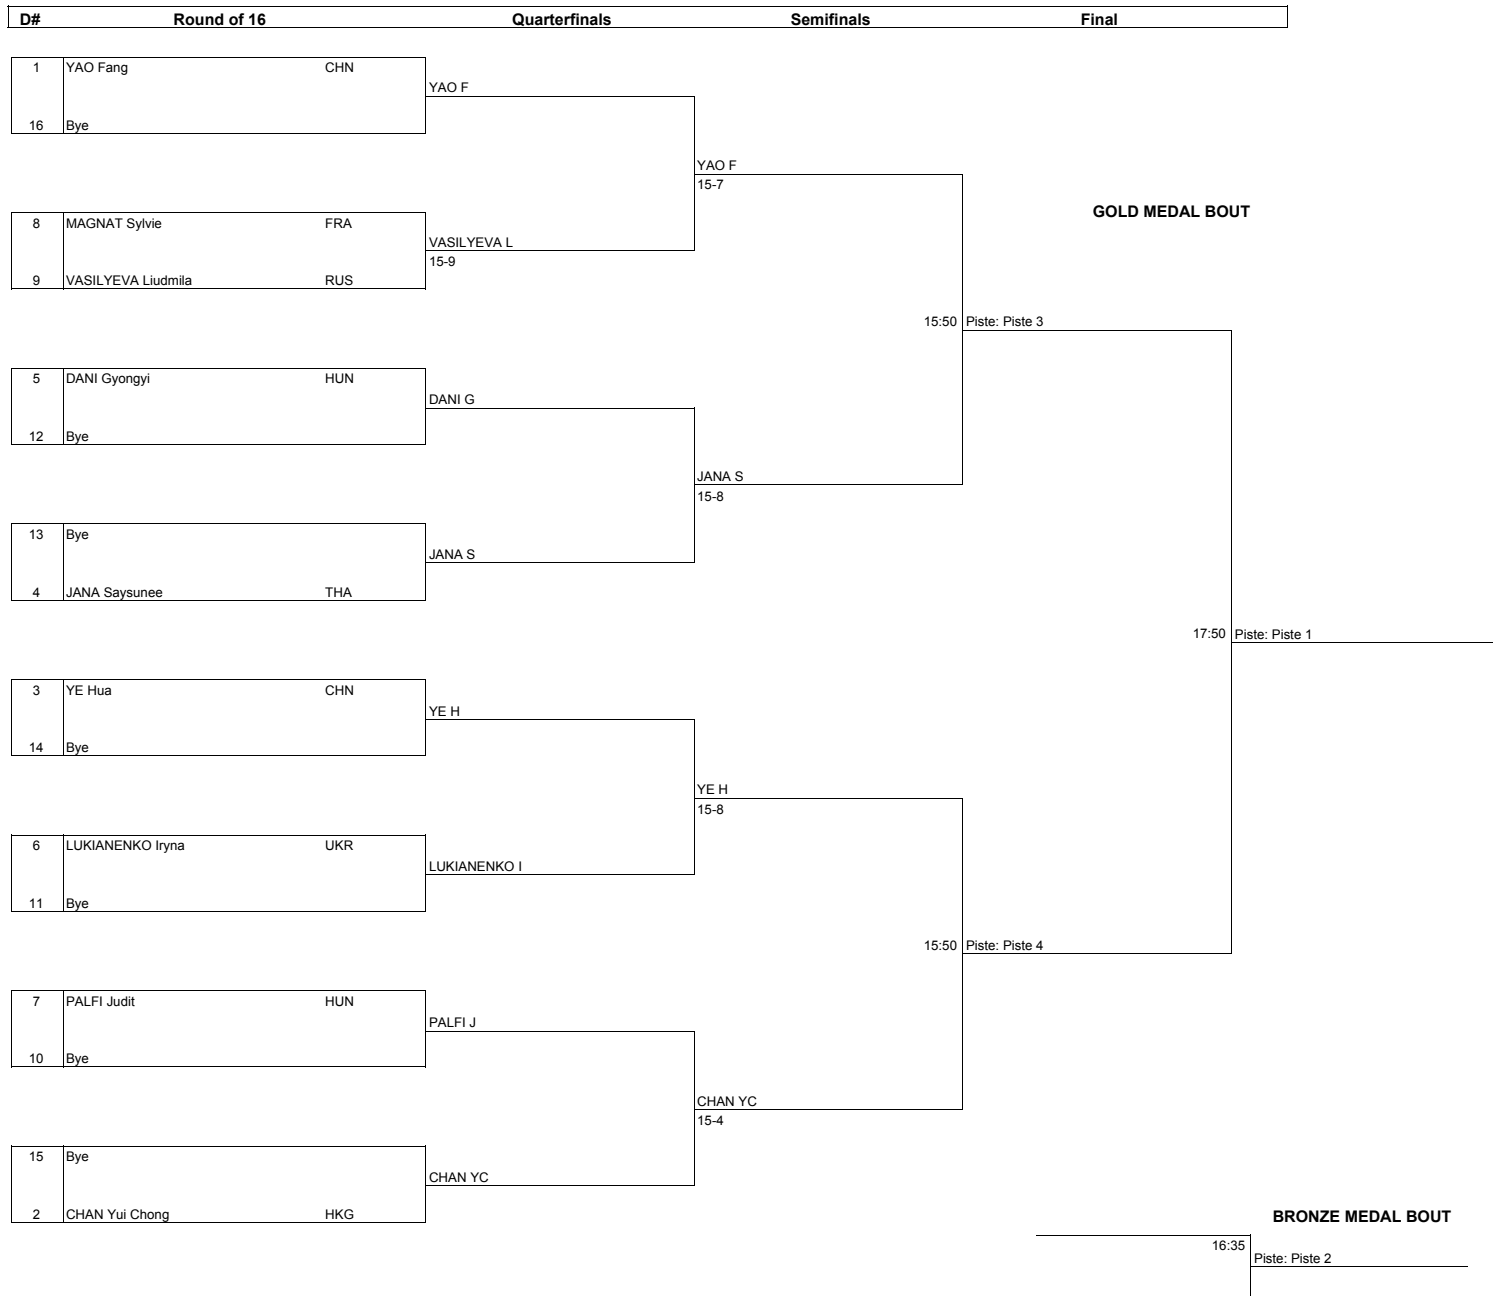 D# Round of 16 Quarterfinals Semifinals Final
1 YAO Fang CHN
YAO F
16 Bye
YAO F
15-7
GOLD MEDAL BOUT
8 MAGNAT Sylvie FRA
VASILYEVA L
15-9
9 VASILYEVA Liudmila RUS
15:50 Piste: Piste 3
5 DANI Gyongyi HUN
DANI G
12 Bye
JANA S
15-8
13 Bye
JANA S
4 JANA Saysunee THA
17:50 Piste: Piste 1
3 YE Hua CHN
YE H
14 Bye
YE H
15-8
6 LUKIANENKO Iryna UKR
LUKIANENKO I
11 Bye
15:50 Piste: Piste 4
7 PALFI Judit HUN
PALFI J
10 Bye
CHAN YC
15-4
15 Bye
CHAN YC
2 CHAN Yui Chong HKG
BRONZE MEDAL BOUT
16:35
Piste: Piste 2